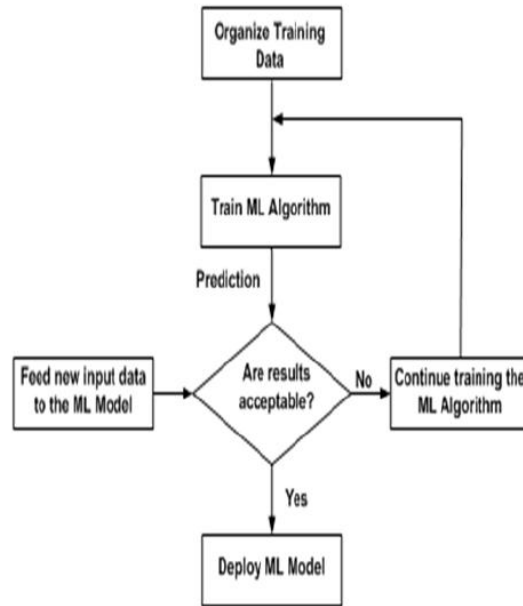 Organize Training
Data
Train ML Algorithm
Prediction
Feed new input data
to the ML Model
Are results
acceptable?
No
Continue training the
ML Algorithm
Yes
Deploy ML Model